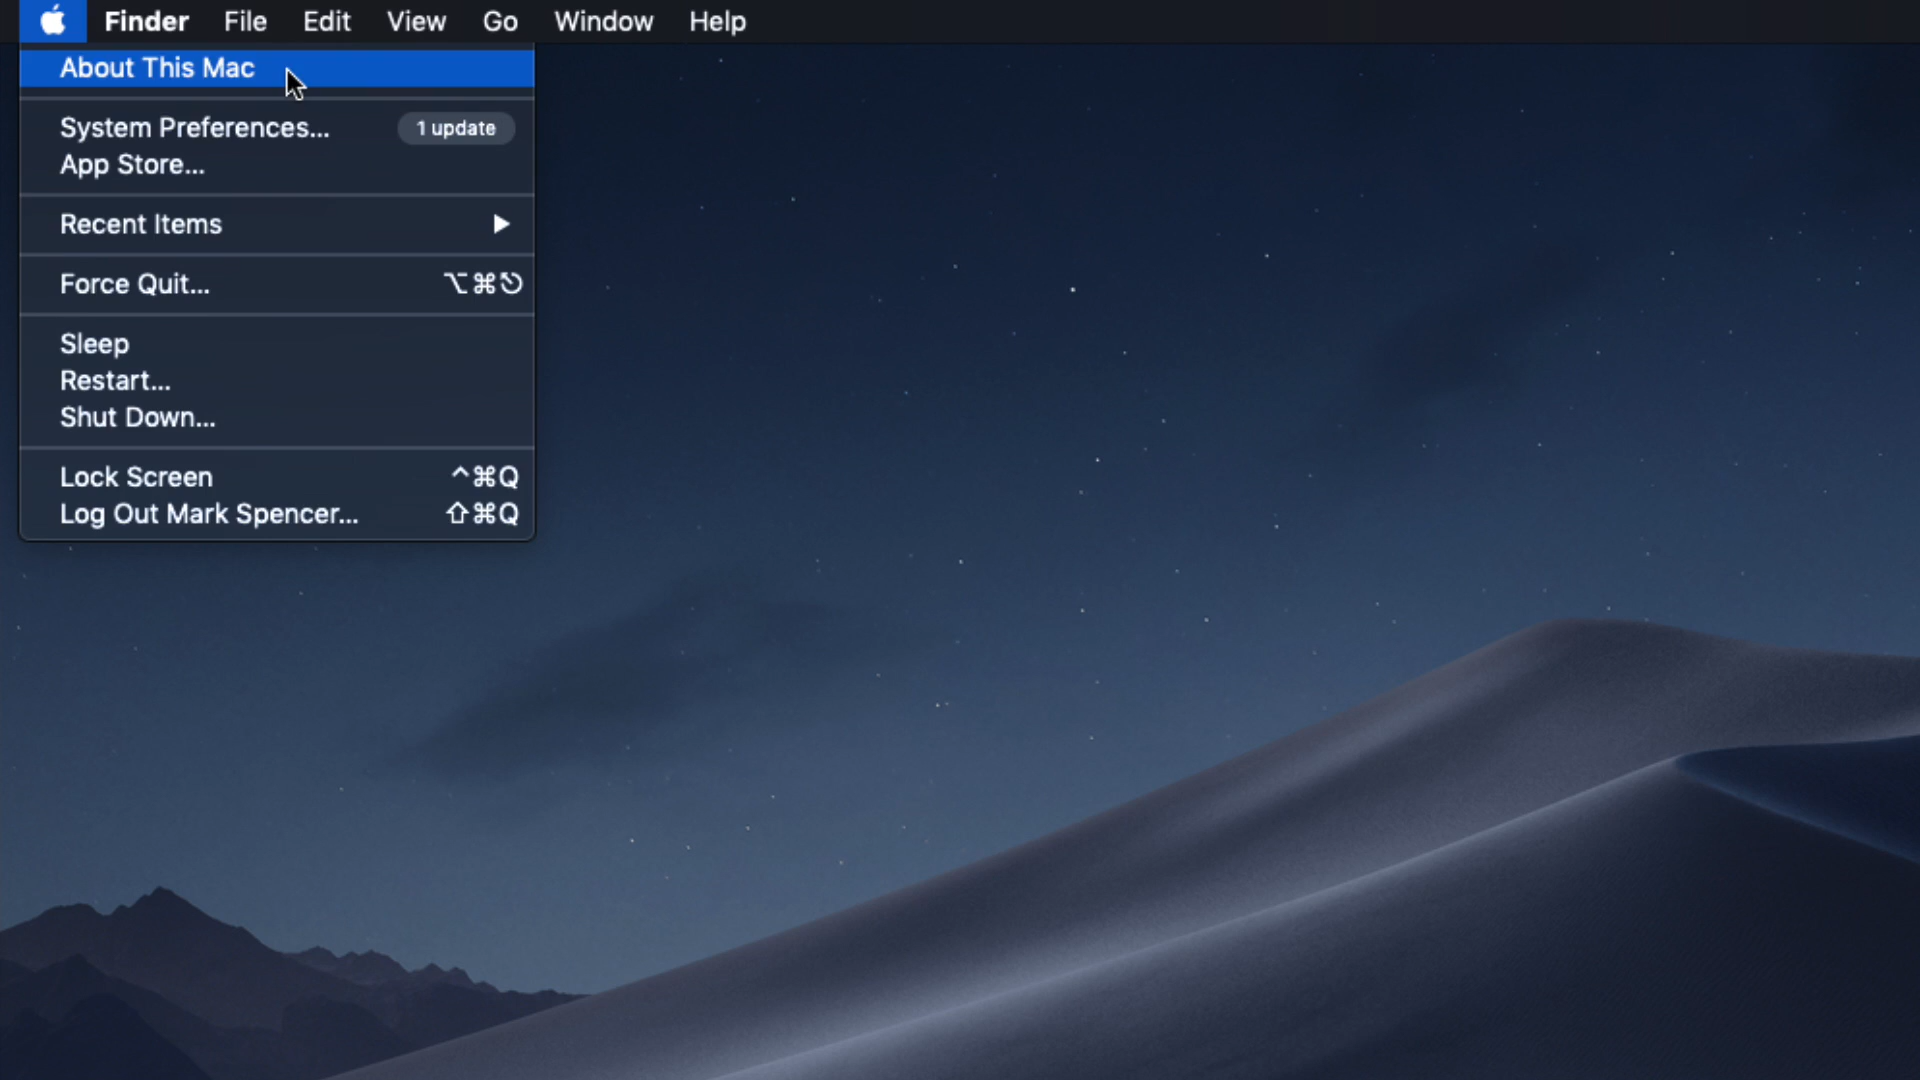 Finder File Edit View Go Window Help
About This Mac
System Preferences... 1 update
App Store...
Recent Items ▶
Force Quit... ⌥⌘⎋
Sleep
Restart...
Shut Down...
Lock Screen ^⌘Q
Log Out Mark Spencer... ⇧⌘Q